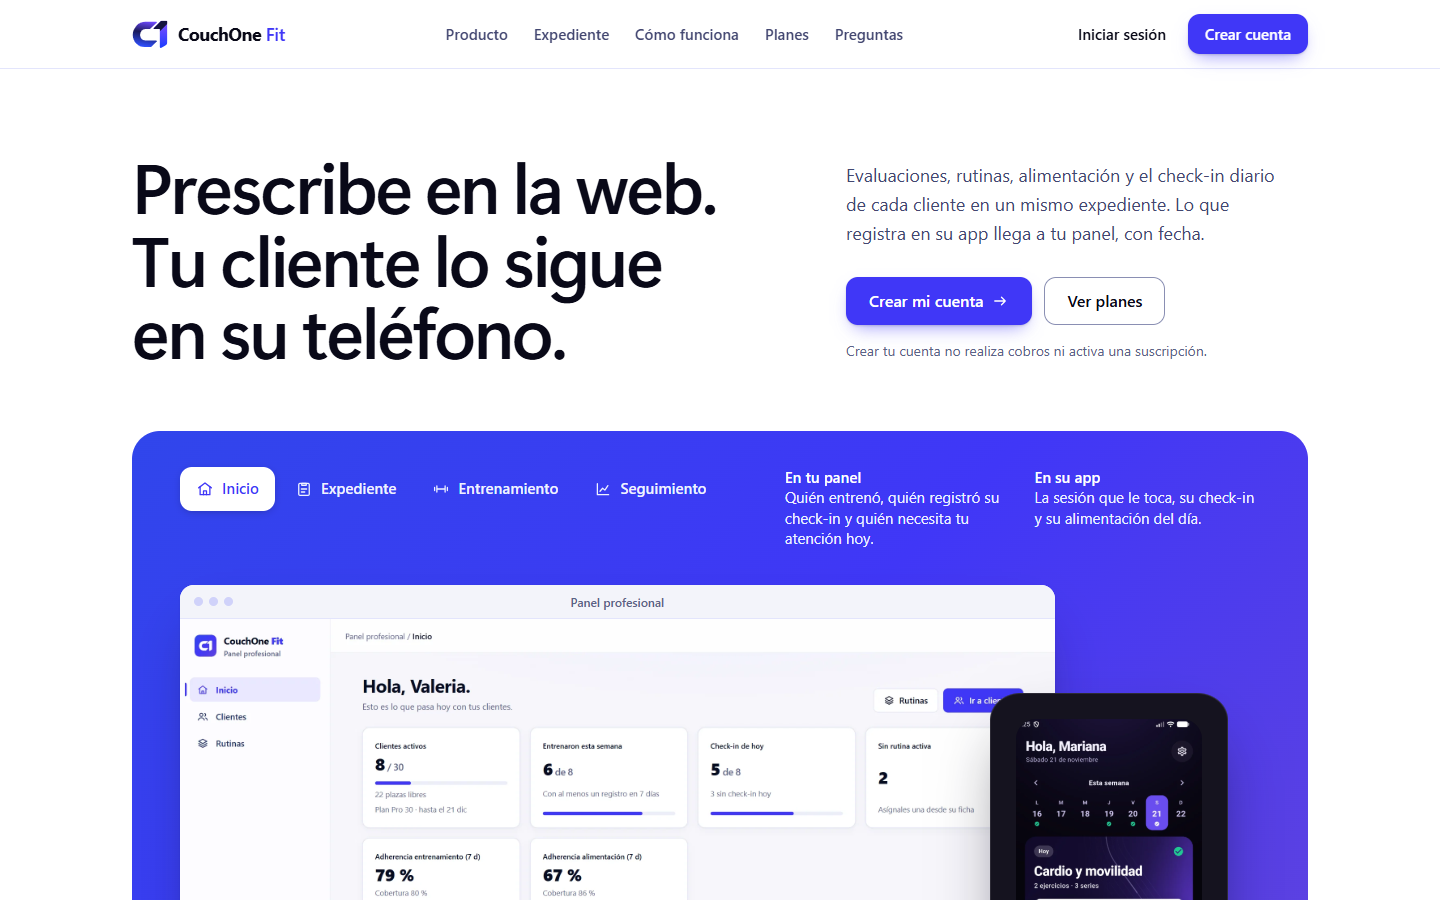 CouchOne Fit
Producto
Expediente
Cómo funciona
Planes
Preguntas
Iniciar sesión
Crear cuenta
Prescribe en la web.
Tu cliente lo sigue
en su teléfono.
Evaluaciones, rutinas, alimentación y el check-in diario
de cada cliente en un mismo expediente. Lo que
registra en su app llega a tu panel, con fecha.
Crear mi cuenta →
Ver planes
Crear tu cuenta no realiza cobros ni activa una suscripción.
Inicio
Expediente
Entrenamiento
Seguimiento
En tu panel
Quién entrenó, quién registró su
check-in y quién necesita tu
atención hoy.
En su app
La sesión que le toca, su check-in
y su alimentación del día.
Panel profesional
CouchOne Fit
Panel profesional
Inicio
Clientes
Rutinas
Panel profesional / Inicio
Hola, Valeria.
Esto es lo que pasa hoy con tus clientes.
Rutinas
Clientes activos
8 / 30
22 plazas libres
Plan Pro 30 · hasta el 21 dic
Entrenaron esta semana
6 de 8
Con al menos un registro en 7 días
Check-in de hoy
5 de 8
3 sin check-in hoy
Sin rutina activa
2
Asígnales una desde su ficha
Adherencia entrenamiento (7 d)
79 %
Cobertura 80 %
Adherencia alimentación (7 d)
67 %
Cobertura 86 %
Hola, Mariana
Sábado 21 de noviembre
Esta semana
L M M J V S D
16 17 18 19 20 21 22
Hoy
Cardio y movilidad
2 ejercicios · 3 series